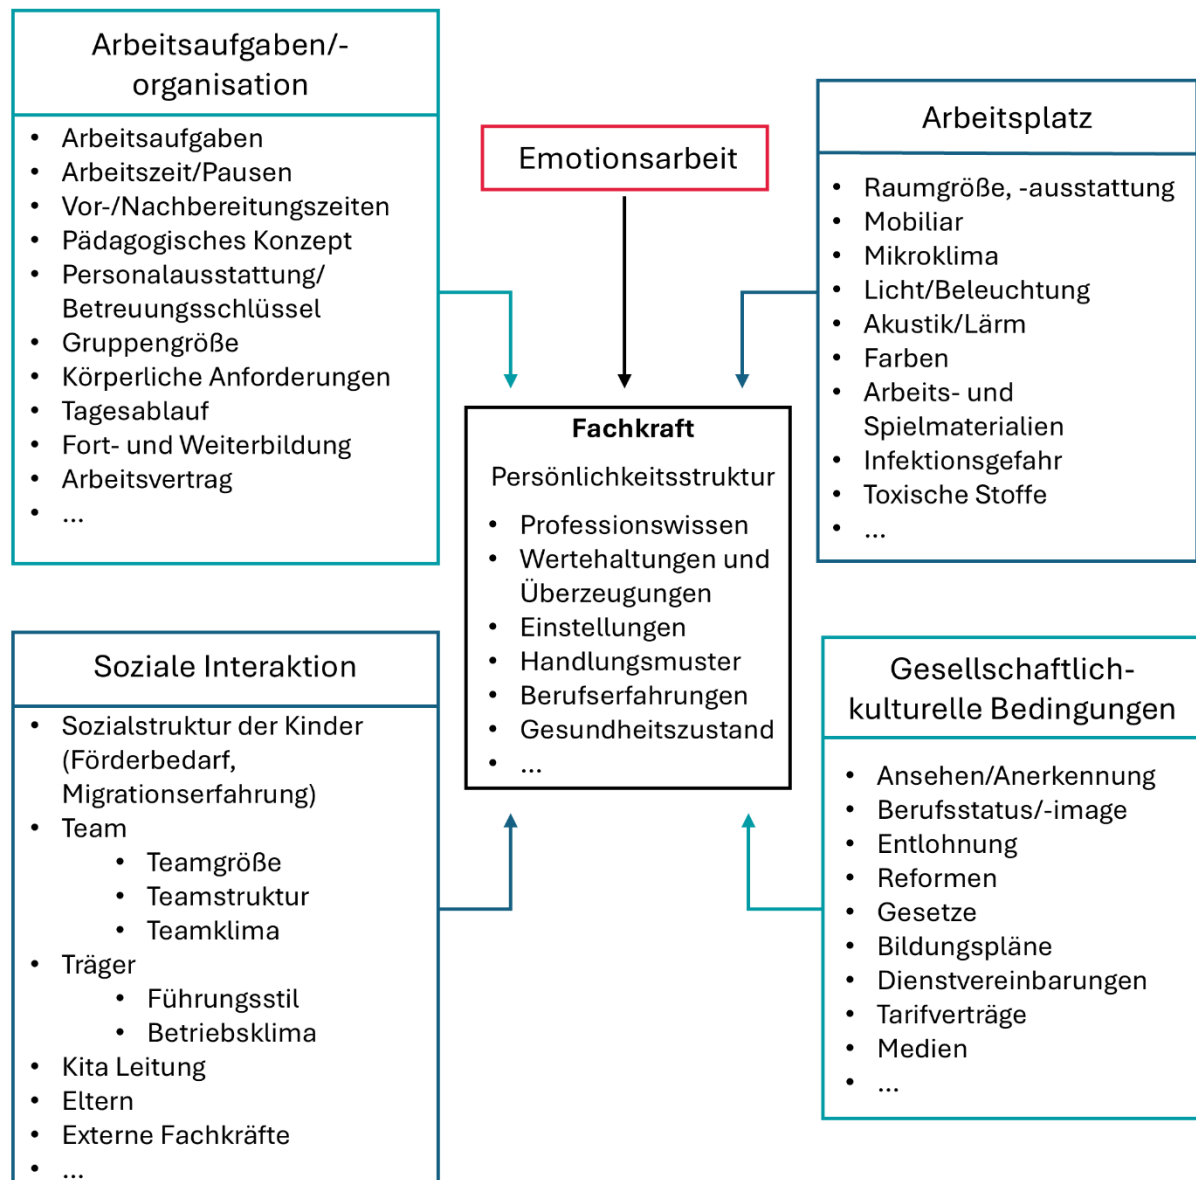 Arbeitsaufgaben/-
organisation
• Arbeitsaufgaben
• Arbeitszeit/Pausen
• Vor-/Nachbereitungszeiten
• Pädagogisches Konzept
• Personalausstattung/
Betreuungsschlüssel
• Gruppengröße
• Körperliche Anforderungen
• Tagesablauf
• Fort- und Weiterbildung
• Arbeitsvertrag
• ...
Emotionsarbeit
Arbeitsplatz
• Raumgröße, -ausstattung
• Mobiliar
• Mikroklima
• Licht/Beleuchtung
• Akustik/Lärm
• Farben
• Arbeits- und
Spielmaterialien
• Infektionsgefahr
• Toxische Stoffe
• ...
Fachkraft
Persönlichkeitsstruktur
• Professionswissen
• Wertehaltungen und
Überzeugungen
• Einstellungen
• Handlungsmuster
• Berufserfahrungen
• Gesundheitszustand
• ...
Soziale Interaktion
• Sozialstruktur der Kinder
(Förderbedarf,
Migrationserfahrung)
• Team
• Teamgröße
• Teamstruktur
• Teamklima
• Träger
• Führungsstil
• Betriebsklima
• Kita Leitung
• Eltern
• Externe Fachkräfte
• ...
Gesellschaftlich-
kulturelle Bedingungen
• Ansehen/Anerkennung
• Berufsstatus/-image
• Entlohnung
• Reformen
• Gesetze
• Bildungspläne
• Dienstvereinbarungen
• Tarifverträge
• Medien
• ...